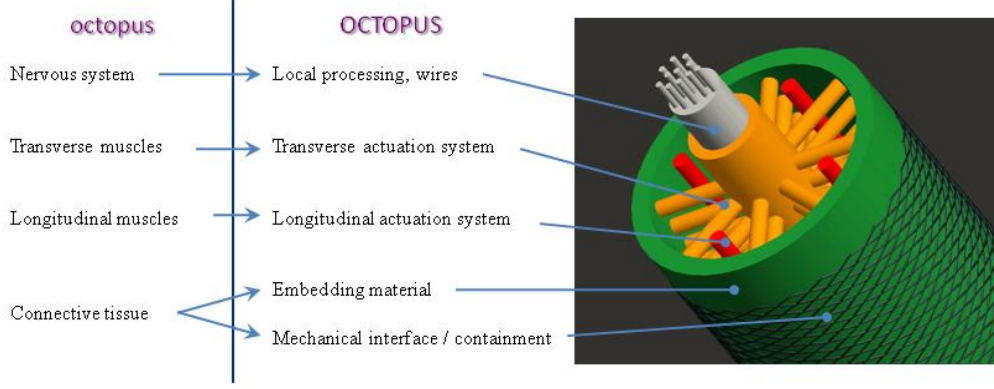 octopus OCTOPUS
Nervous system Local processing, wires
Transverse muscles Transverse actuation system
Longitudinal muscles Longitudinal actuation system
Embedding material
Connective tissue
Mechanical interface / containment